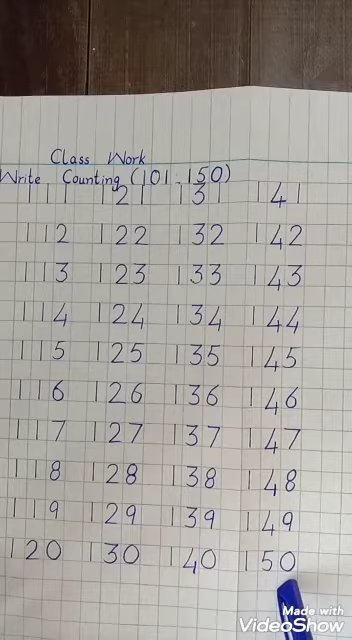 Class Work
Write Counting (101-150)
111 121 131 141
112 122 132 142
113 123 133 143
114 124 134 144
115 125 135 145
116 126 136 146
117 127 137 147
118 128 138 148
119 129 139 149
120 130 140 150
Made with
VideoShow